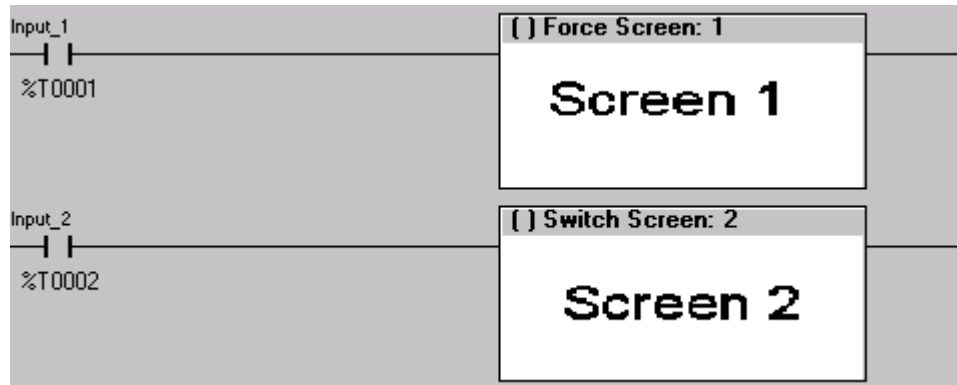 Input_1
( ) Force Screen: 1
%T0001
Screen 1
Input_2
( ) Switch Screen: 2
%T0002
Screen 2